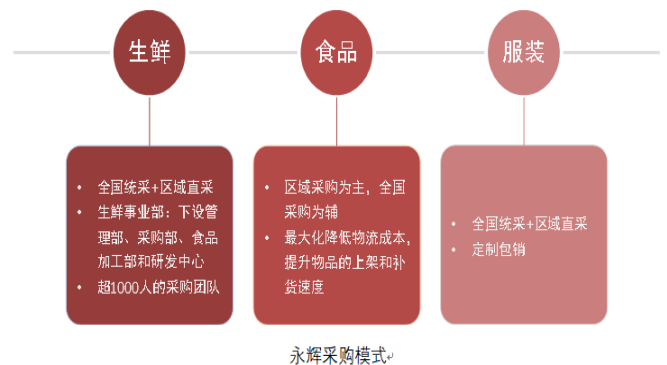 生鲜
食品
服装
• 全国统采+区域直采
• 生鲜事业部：下设管
理部、采购部、食品
加工部和研发中心
• 超1000人的采购团队
• 区域采购为主，全国
采购为铺
• 最大化降低物流成本，
提升物品的上架和补
货速度
• 全国统采+区域直采
• 定制包销
永辉采购模式↵